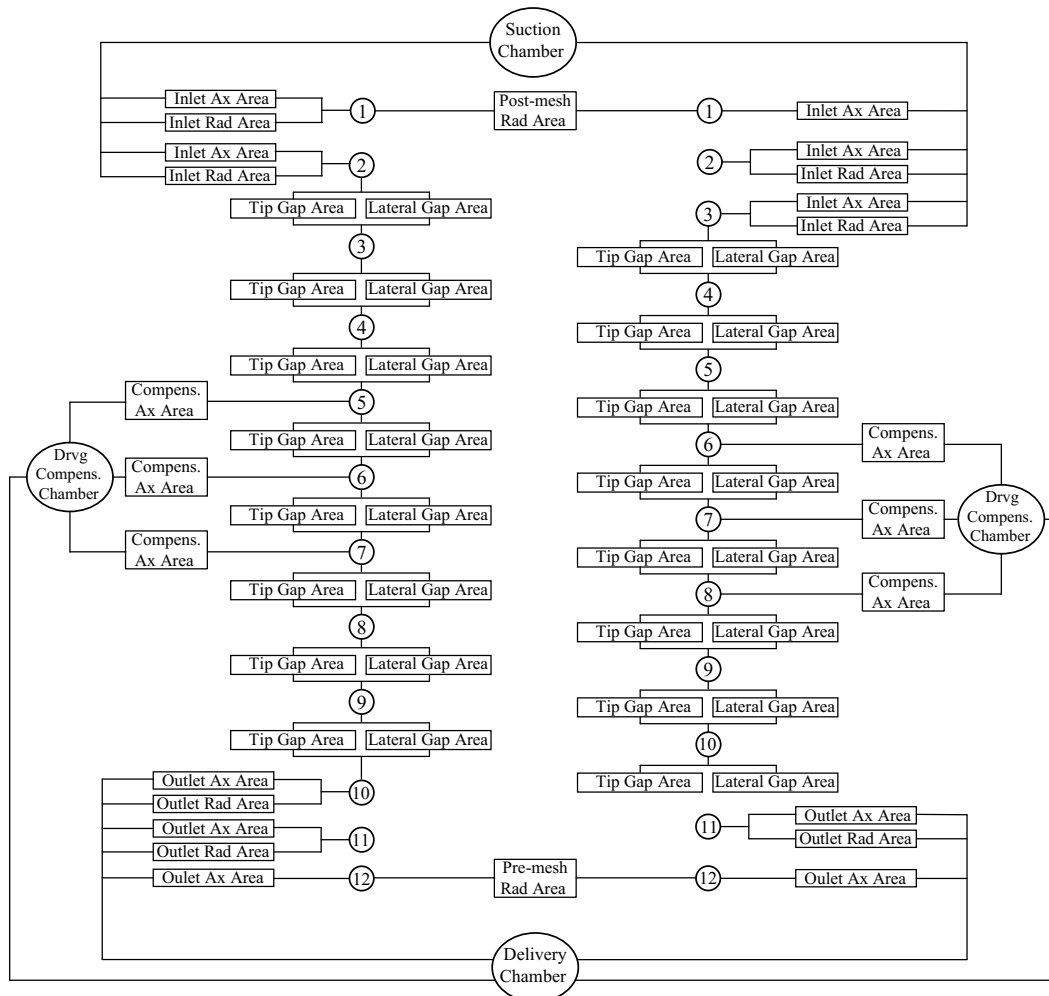 Suction
Chamber
Inlet Ax Area
Inlet Rad Area
1
Post-mesh
Rad Area
1
Inlet Ax Area
Inlet Ax Area
Inlet Rad Area
2
2
Inlet Ax Area
Inlet Rad Area
Tip Gap Area
Lateral Gap Area
3
Inlet Ax Area
Inlet Rad Area
3
Tip Gap Area
Lateral Gap Area
Tip Gap Area
Lateral Gap Area
4
4
Tip Gap Area
Lateral Gap Area
Tip Gap Area
Lateral Gap Area
5
Compens.
Ax Area
5
Tip Gap Area
Lateral Gap Area
Tip Gap Area
Lateral Gap Area
6
Compens.
Ax Area
Drvg
Compens.
Chamber
Compens.
Ax Area
6
Tip Gap Area
Lateral Gap Area
Tip Gap Area
Lateral Gap Area
7
Compens.
Ax Area
Drvg
Compens.
Chamber
Compens.
Ax Area
7
Tip Gap Area
Lateral Gap Area
Tip Gap Area
Lateral Gap Area
8
Compens.
Ax Area
8
Tip Gap Area
Lateral Gap Area
Tip Gap Area
Lateral Gap Area
9
9
Tip Gap Area
Lateral Gap Area
Tip Gap Area
Lateral Gap Area
10
Outlet Ax Area
Outlet Rad Area
10
Tip Gap Area
Lateral Gap Area
Outlet Ax Area
Outlet Rad Area
11
11
Outlet Ax Area
Outlet Rad Area
Oulet Ax Area
12
Pre-mesh
Rad Area
12
Oulet Ax Area
Delivery
Chamber